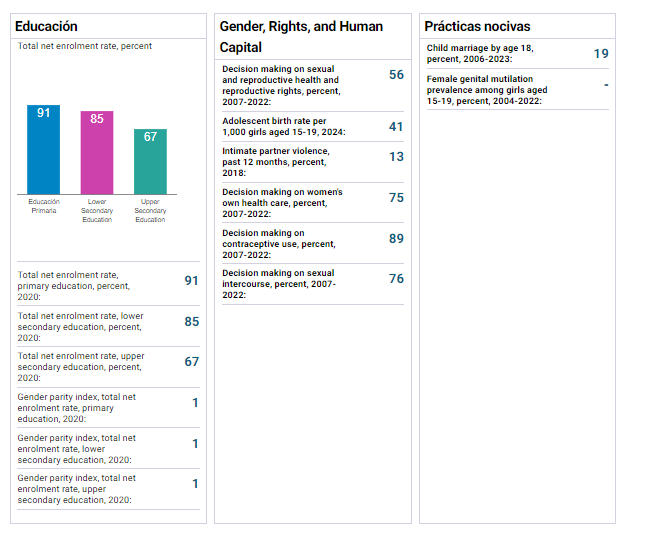 Educación
Total net enrolment rate, percent
91
85
67
Educación
Primaria
Lower
Secondary
Education
Upper
Secondary
Education
Total net enrolment rate,
primary education, percent,
2020:
91
Total net enrolment rate, lower
secondary education, percent,
2020:
85
Total net enrolment rate, upper
secondary education, percent,
2020:
67
Gender parity index, total net
enrolment rate, primary
education, 2020:
1
Gender parity index, total net
enrolment rate, lower
secondary education, 2020:
1
Gender parity index, total net
enrolment rate, upper
secondary education, 2020:
1
Gender, Rights, and Human
Capital
Decision making on sexual
and reproductive health and
reproductive rights, percent,
2007-2022:
56
Adolescent birth rate per
1,000 girls aged 15-19, 2024:
41
Intimate partner violence,
past 12 months, percent,
2018:
13
Decision making on women's
own health care, percent,
2007-2022:
75
Decision making on
contraceptive use, percent,
2007-2022:
89
Decision making on sexual
intercourse, percent, 2007-
2022:
76
Prácticas nocivas
Child marriage by age 18,
percent, 2006-2023:
19
Female genital mutilation
prevalence among girls aged
15-19, percent, 2004-2022:
-